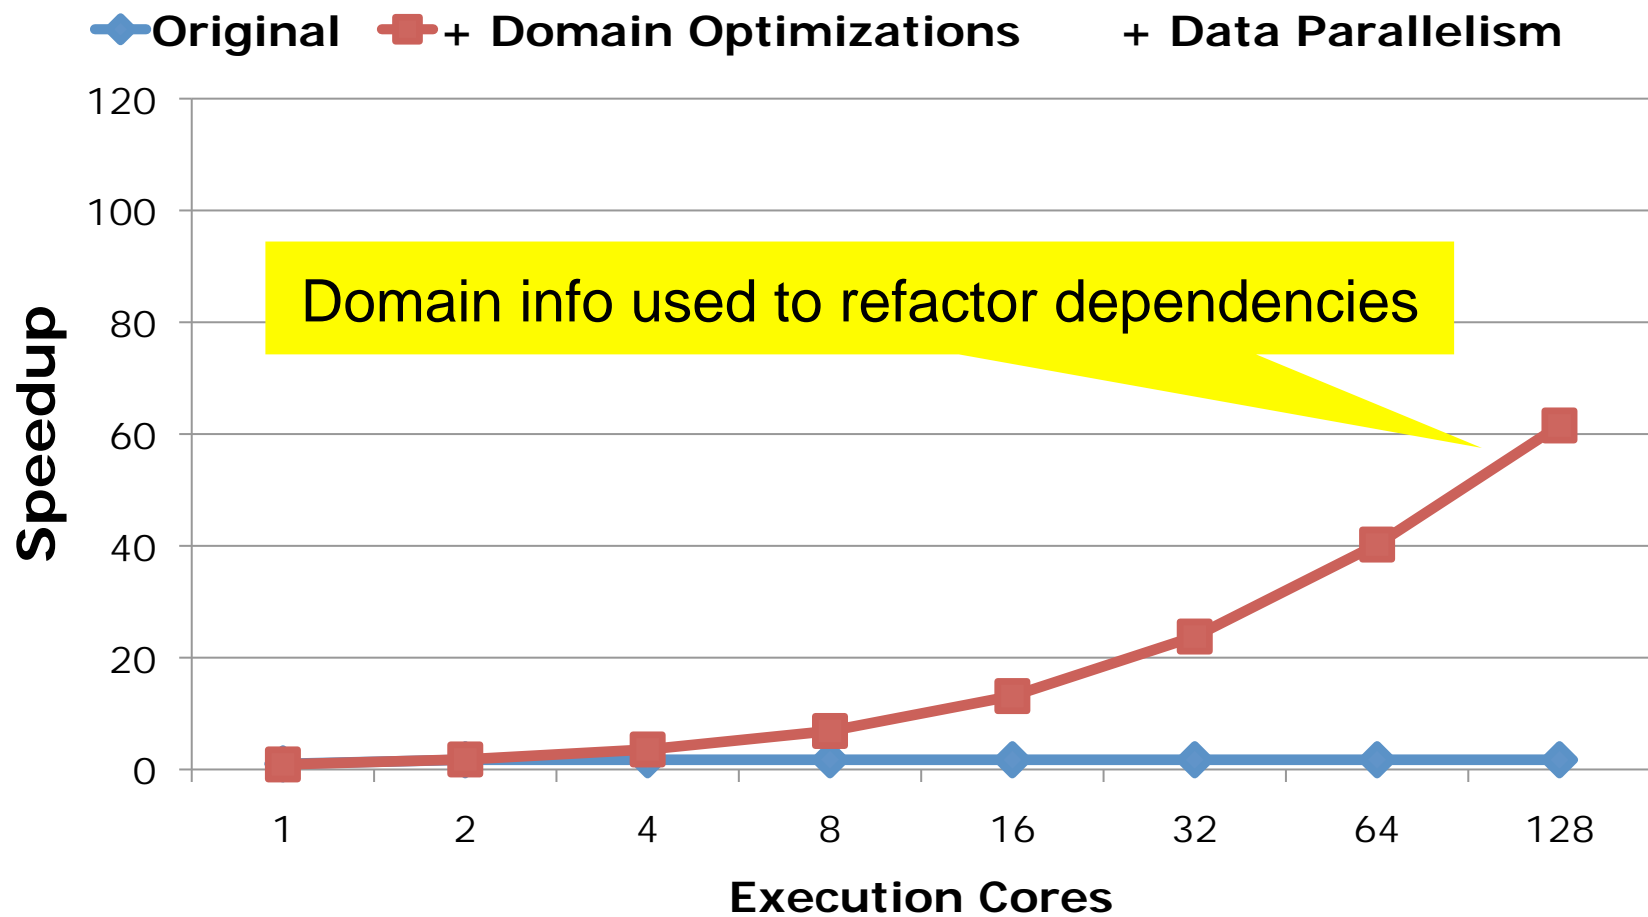 Original + Domain Optimizations + Data Parallelism
120
100
80
60
40
20
0
Speedup
Domain info used to refactor dependencies
1 2 4 8 16 32 64 128
Execution Cores